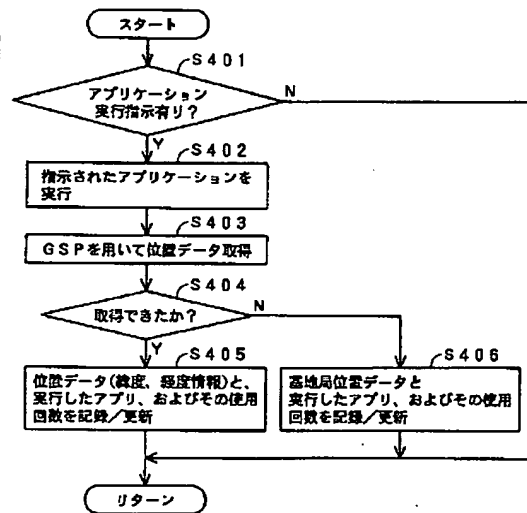 スタート
S401
アプリケーション
実行指示有り?
N
Y
S402
指示されたアプリケーションを
実行
S403
GSPを用いて位置データ取得
S404
取得できたか?
N
Y
S405
位置データ(緯度、経度情報)と、
実行したアプリ、およびその使用
回数を記録/更新
S406
基地局位置データと
実行したアプリ、およびその使用
回数を記録/更新
リターン